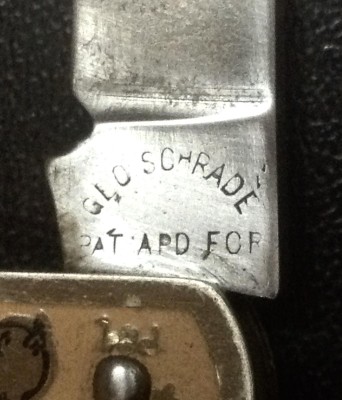 GEO SCHRADE
PAT APD FOR